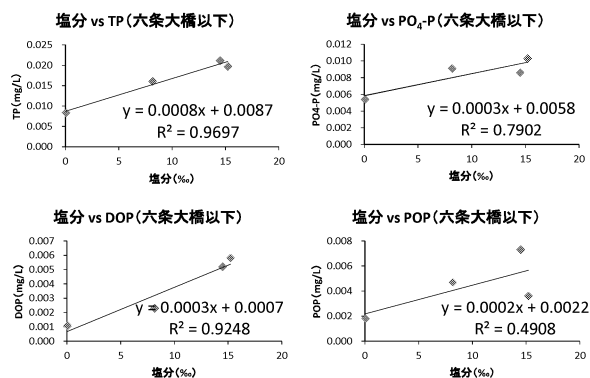 塩分 vs TP(六条大橋以下)
0.025
0.020
0.015
0.010
0.005
0.000
TP(mg/L)
y = 0.0008x + 0.0087
R² = 0.9697
0 5 10 15 20
塩分(‰)
塩分 vs PO₄-P(六条大橋以下)
0.012
0.010
0.008
0.006
0.004
0.002
0.000
PO4-P(mg/L)
y = 0.0003x + 0.0058
R² = 0.7902
0 5 10 15 20
塩分(‰)
塩分 vs DOP(六条大橋以下)
0.007
0.006
0.005
0.004
0.003
0.002
0.001
0.000
DOP(mg/L)
y = 0.0003x + 0.0007
R² = 0.9248
0 5 10 15 20
塩分(‰)
塩分 vs POP(六条大橋以下)
0.008
0.006
0.004
0.002
0.000
POP(mg/L)
y = 0.0002x + 0.0022
R² = 0.4908
0 5 10 15 20
塩分(‰)